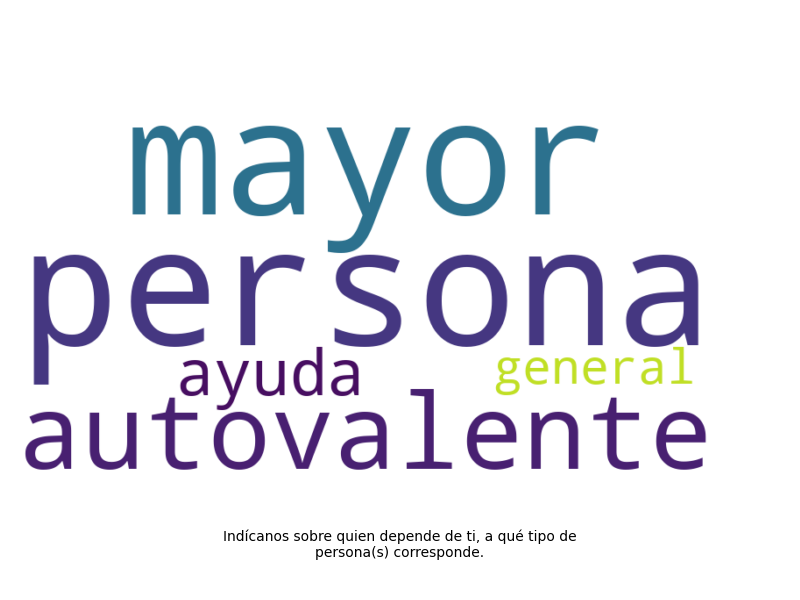 mayor
persona
ayuda general
autovalente
Indícanos sobre quien depende de ti, a qué tipo de
persona(s) corresponde.